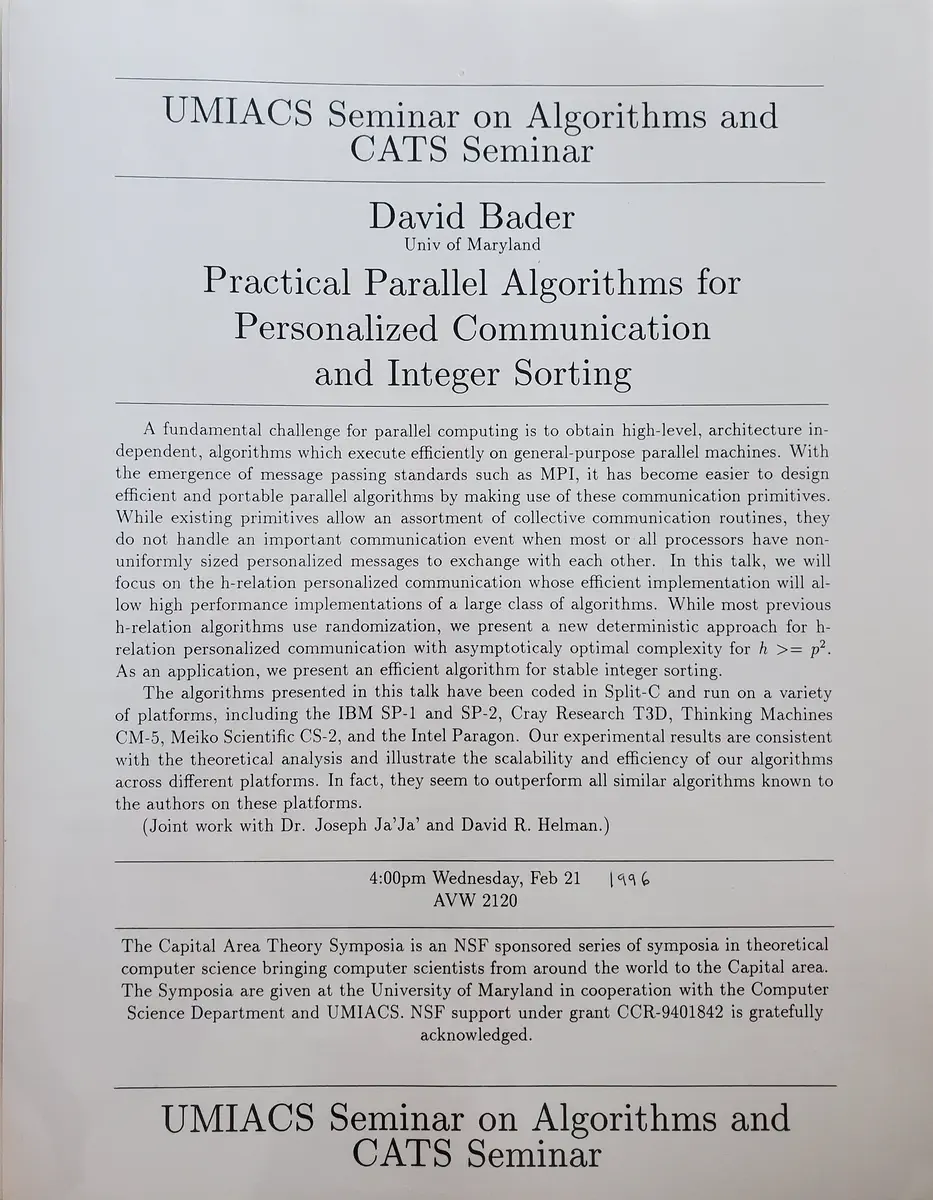 UMIACS Seminar on Algorithms and
CATS Seminar
David Bader
Univ of Maryland
Practical Parallel Algorithms for
Personalized Communication
and Integer Sorting
A fundamental challenge for parallel computing is to obtain high-level, architecture in-
dependent, algorithms which execute efficiently on general-purpose parallel machines. With
the emergence of message passing standards such as MPI, it has become easier to design
efficient and portable parallel algorithms by making use of these communication primitives.
While existing primitives allow an assortment of collective communication routines, they
do not handle an important communication event when most or all processors have non-
uniformly sized personalized messages to exchange with each other. In this talk, we will
focus on the h-relation personalized communication whose efficient implementation will al-
low high performance implementations of a large class of algorithms. While most previous
h-relation algorithms use randomization, we present a new deterministic approach for h-
relation personalized communication with asymptoticaly optimal complexity for h >= p².
As an application, we present an efficient algorithm for stable integer sorting.
The algorithms presented in this talk have been coded in Split-C and run on a variety
of platforms, including the IBM SP-1 and SP-2, Cray Research T3D, Thinking Machines
CM-5, Meiko Scientific CS-2, and the Intel Paragon. Our experimental results are consistent
with the theoretical analysis and illustrate the scalability and efficiency of our algorithms
across different platforms. In fact, they seem to outperform all similar algorithms known to
the authors on these platforms.
(Joint work with Dr. Joseph Ja'Ja' and David R. Helman.)
4:00pm Wednesday, Feb 21 1996
AVW 2120
The Capital Area Theory Symposia is an NSF sponsored series of symposia in theoretical
computer science bringing computer scientists from around the world to the Capital area.
The Symposia are given at the University of Maryland in cooperation with the Computer
Science Department and UMIACS. NSF support under grant CCR-9401842 is gratefully
acknowledged.
UMIACS Seminar on Algorithms and
CATS Seminar